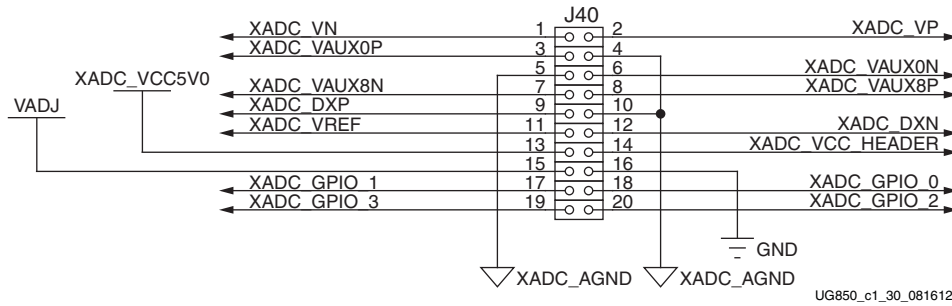 J40
XADC_VN 1 2 XADC_VP
XADC_VAUX0P 3 4
5 6 XADC_VAUX0N
XADC_VCC5V0
XADC_VAUX8N 7 8 XADC_VAUX8P
VADJ
XADC_DXP 9 10
XADC_VREF 11 12 XADC_DXN
13 14 XADC_VCC_HEADER
15 16
XADC_GPIO_1 17 18 XADC_GPIO_0
XADC_GPIO_3 19 20 XADC_GPIO_2
GND
XADC_AGND XADC_AGND
UG850_c1_30_081612